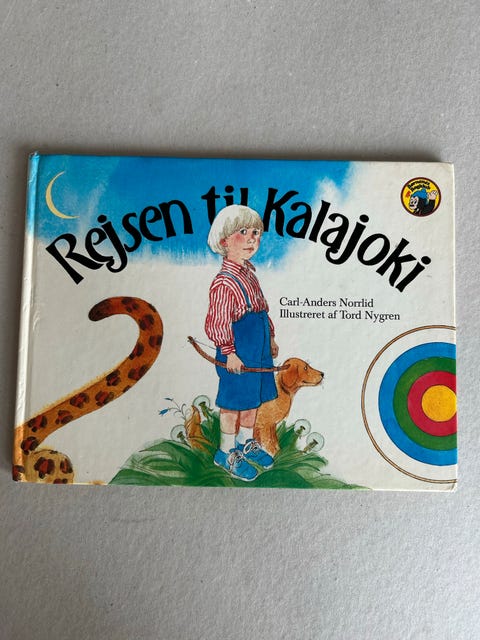 Rejsen til Kalajoki
Carl-Anders Norrlid
Illustreret af Tord Nygren